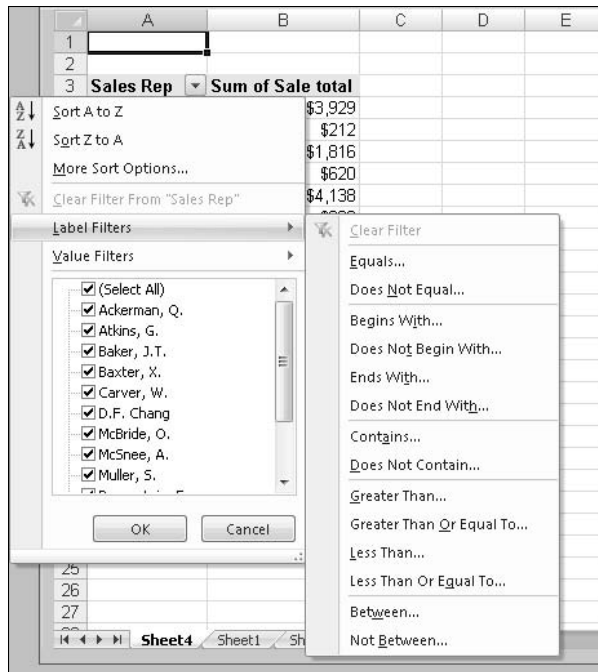 A B C D E
1
2
3 Sales Rep Sum of Sale total
$3,929
$212
$1,816
$620
$4,138
Sort A to Z
Sort Z to A
More Sort Options...
Clear Filter From "Sales Rep"
Label Filters
Value Filters
(Select All)
Ackerman, Q.
Atkins, G.
Baker, J.T.
Baxter, X.
Carver, W.
D.F. Chang
McBride, O.
McSnee, A.
Muller, S.
OK Cancel
Clear Filter
Equals...
Does Not Equal...
Begins With...
Does Not Begin With...
Ends With...
Does Not End With...
Contains...
Does Not Contain...
Greater Than...
Greater Than Or Equal To...
Less Than...
Less Than Or Equal To...
Between...
Not Between...
25
26
27
Sheet4 Sheet1 Sh